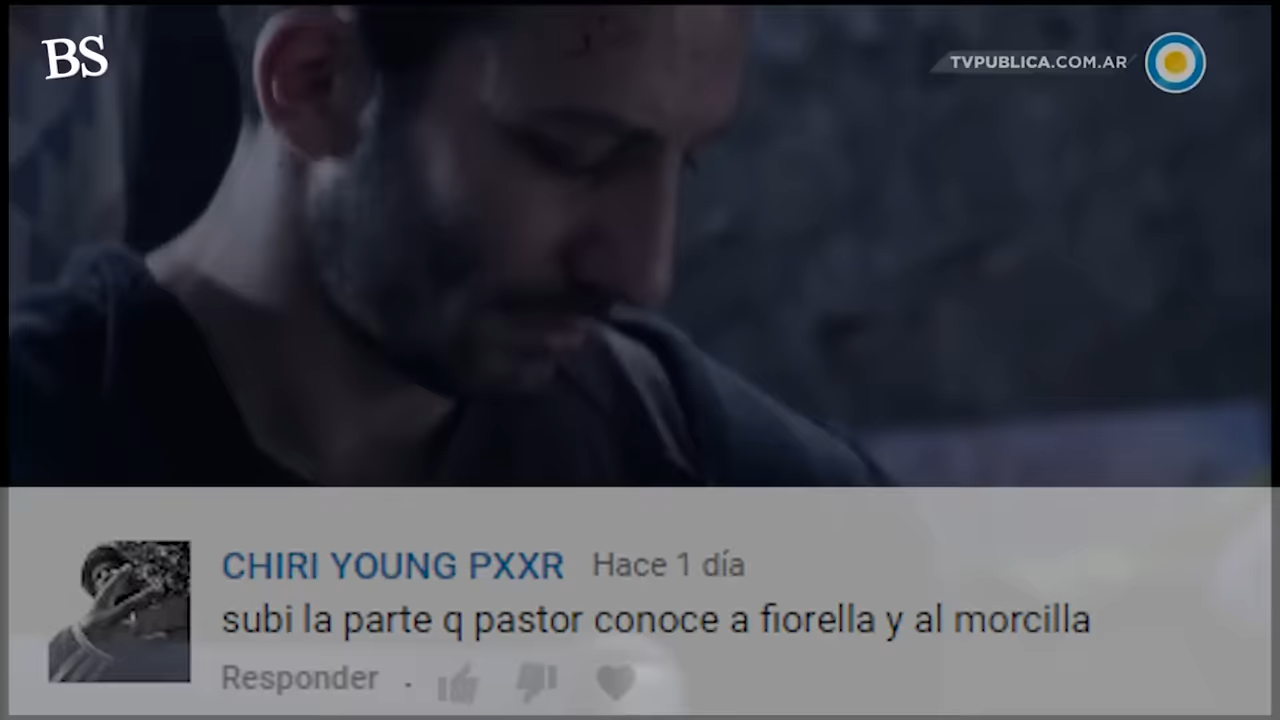 BS
TVPUBLICA.COM.AR
CHIRI YOUNG PXXR Hace 1 día
subi la parte q pastor conoce a fiorella y al morcilla
Responder